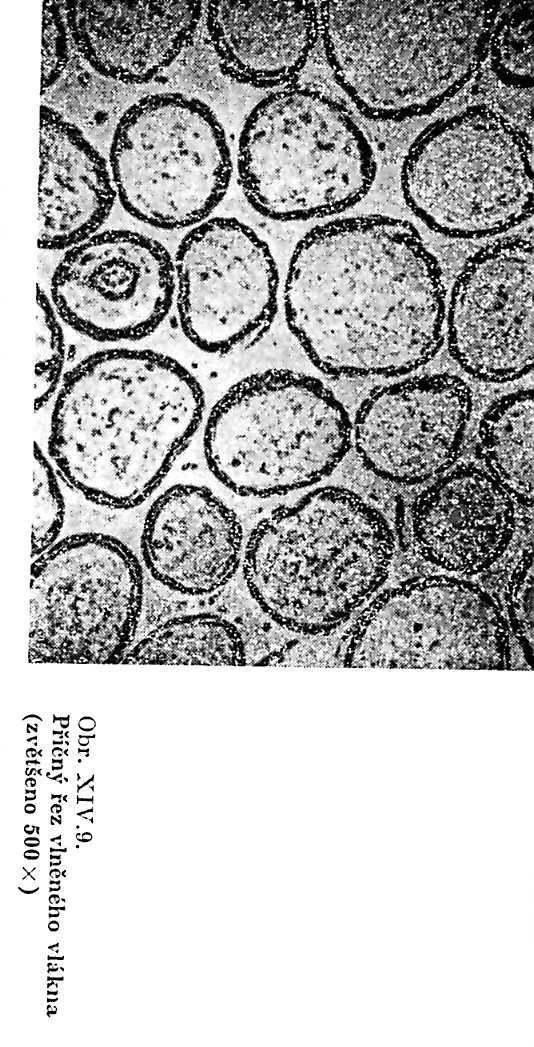 Obr. XIV.9.
Příčný řez vlněného vlákna
(zvětšeno 500 ×)